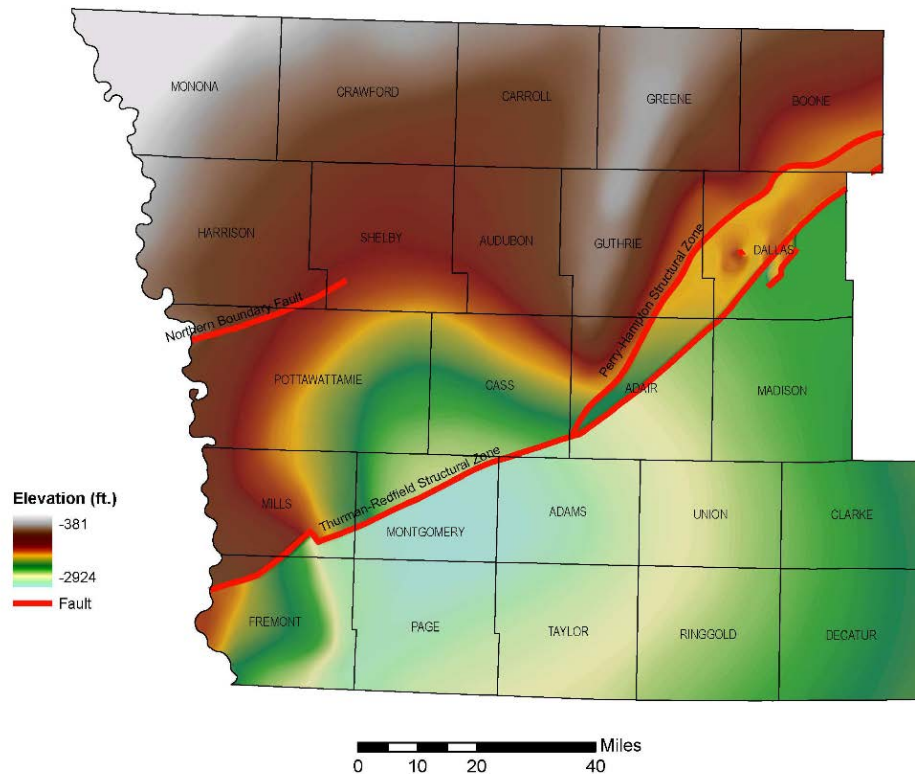 MONONA
CRAWFORD
CARROLL
GREENE
BOONE
HARRISON
SHELBY
AUDUBON
GUTHRIE
DALLAS
Northern Boundary Fault
Perry-Hampton Structural Zone
POTTAWATTAMIE
CASS
ADAIR
MADISON
Thurman-Redfield Structural Zone
MILLS
MONTGOMERY
ADAMS
UNION
CLARKE
FREMONT
PAGE
TAYLOR
RINGGOLD
DECATUR
Elevation (ft.)
-381
-2924
Fault
Miles
0 10 20 40